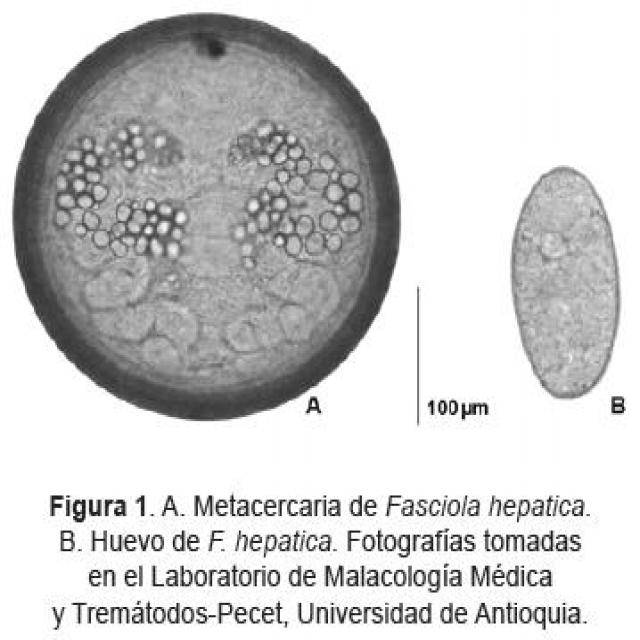 A
100 µm
B
Figura 1. A. Metacercaria de Fasciola hepatica.
B. Huevo de F. hepatica. Fotografías tomadas
en el Laboratorio de Malacología Médica
y Tremátodos-Pecet, Universidad de Antioquia.